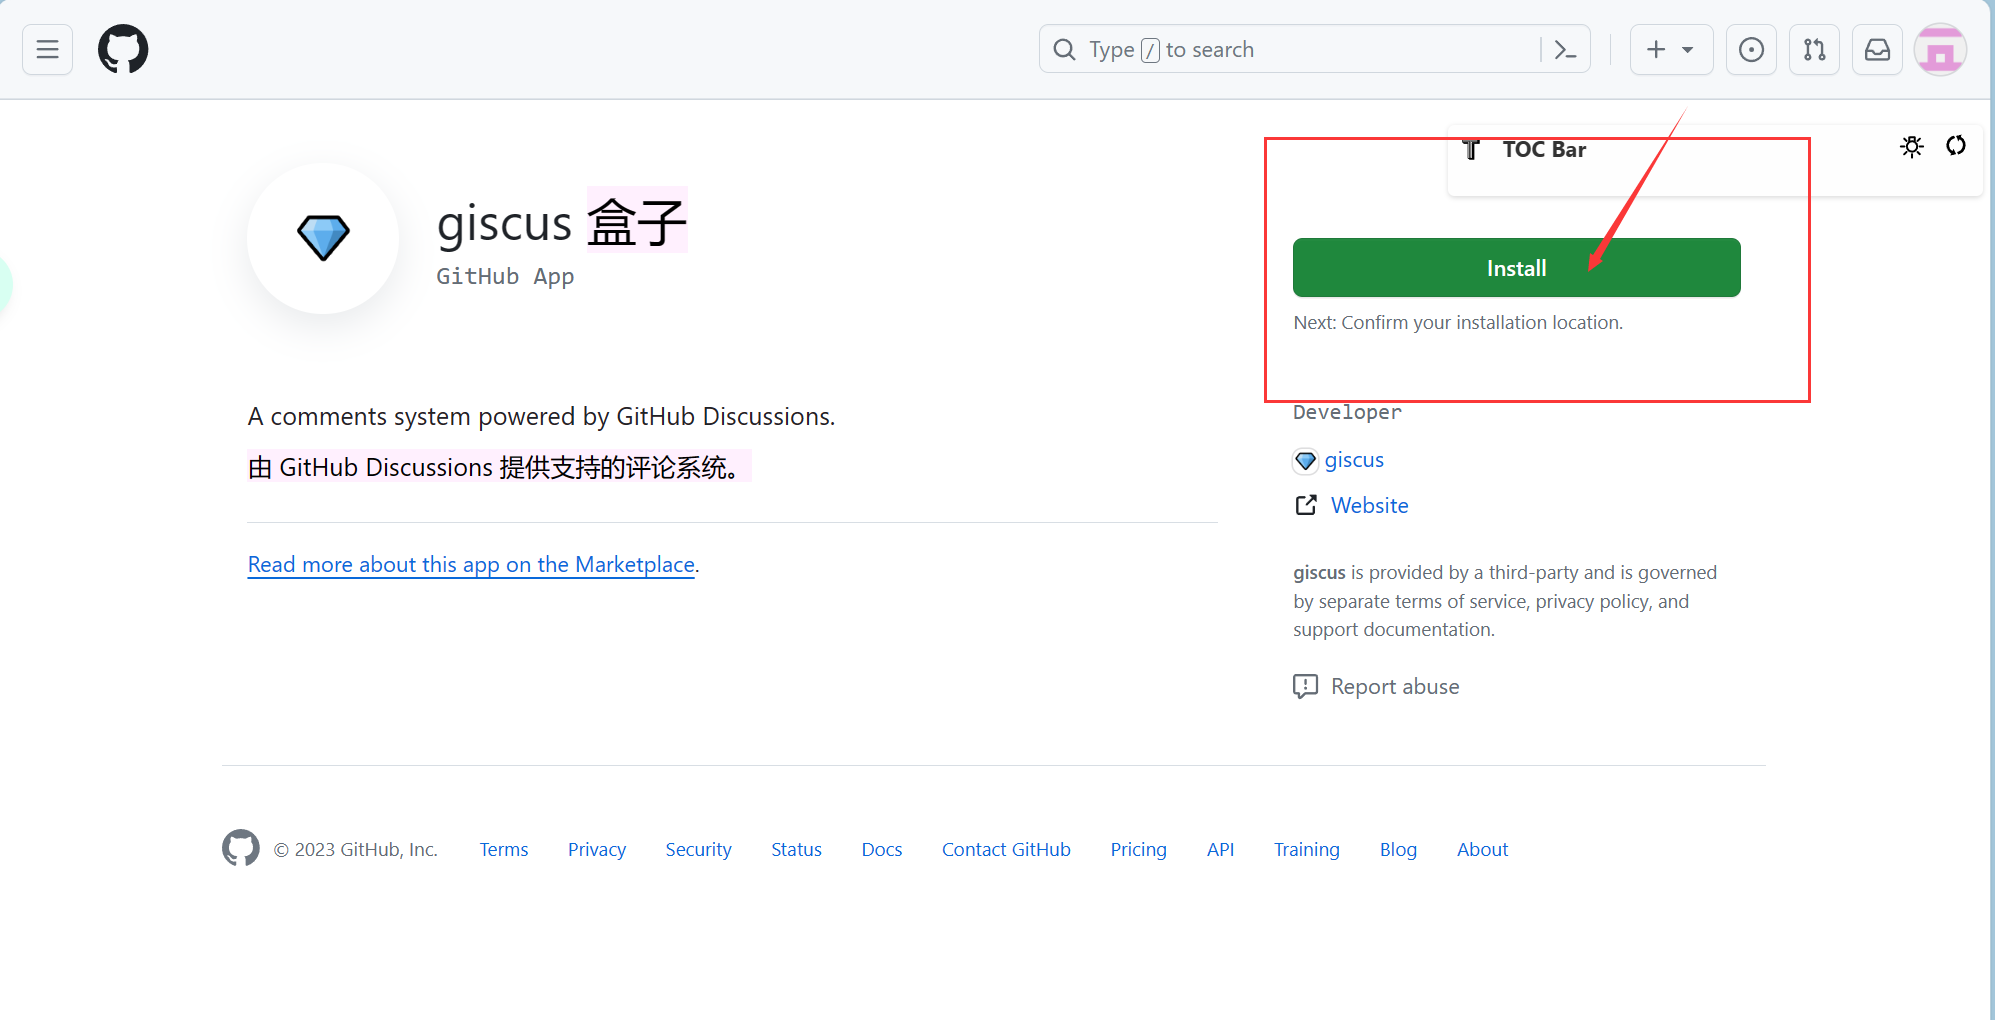 Type / to search
TOC Bar
giscus 盒子
GitHub App
Install
Next: Confirm your installation location.
A comments system powered by GitHub Discussions.
由 GitHub Discussions 提供支持的评论系统。
Read more about this app on the Marketplace.
Developer
giscus
Website
giscus is provided by a third-party and is governed
by separate terms of service, privacy policy, and
support documentation.
Report abuse
© 2023 GitHub, Inc. Terms Privacy Security Status Docs Contact GitHub Pricing API Training Blog About